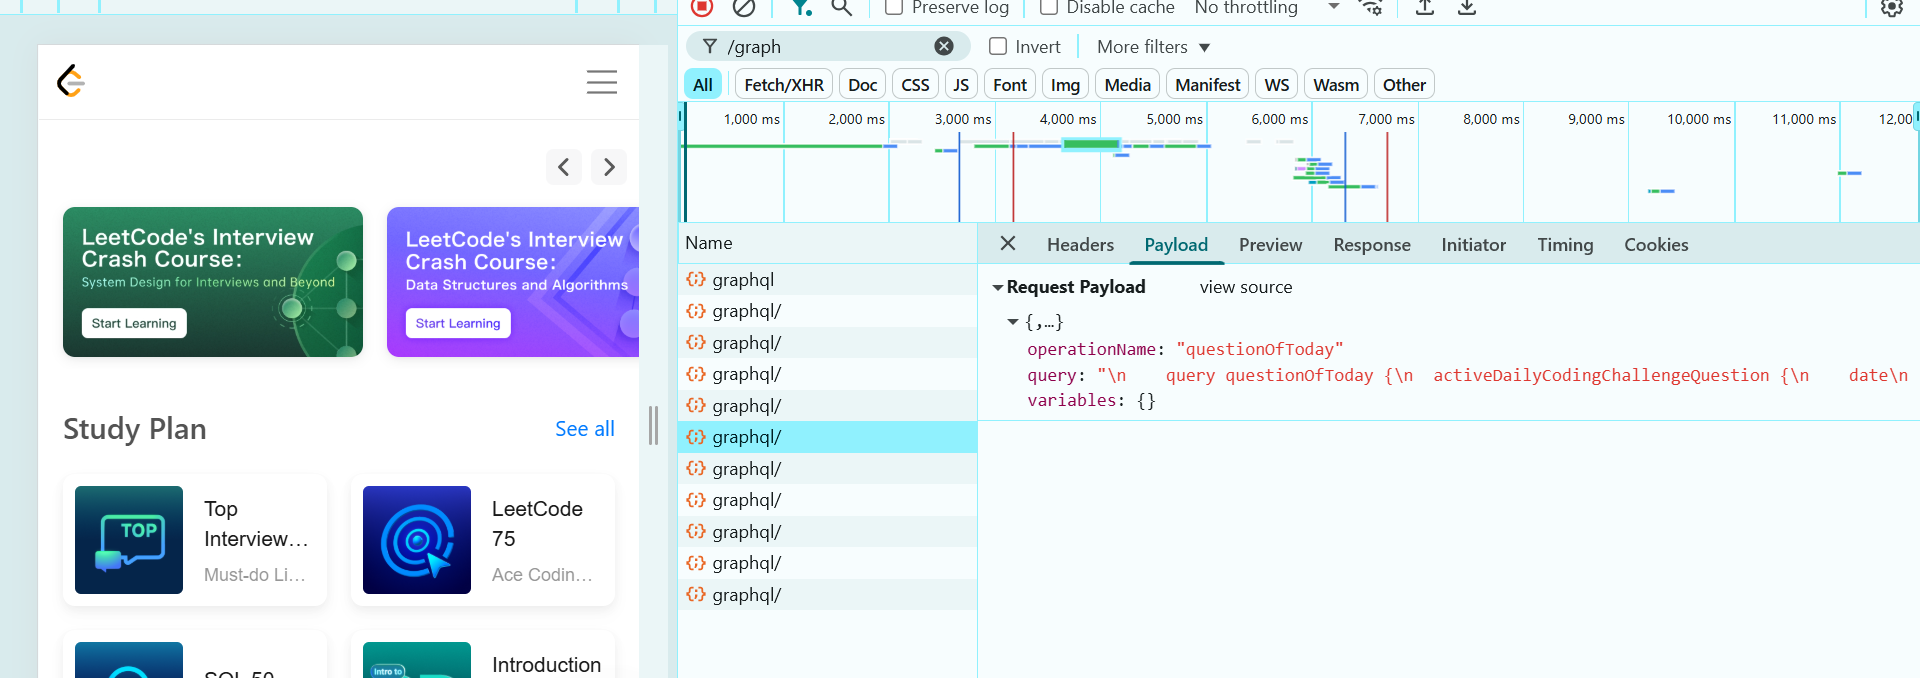 Preserve log
Disable cache
No throttling
/graph
Invert
More filters
All
Fetch/XHR
Doc
CSS
JS
Font
Img
Media
Manifest
WS
Wasm
Other
1,000 ms
2,000 ms
3,000 ms
4,000 ms
5,000 ms
6,000 ms
7,000 ms
8,000 ms
9,000 ms
10,000 ms
11,000 ms
12,00
LeetCode's Interview
Crash Course:
System Design for Interviews and Beyond
Start Learning
LeetCode's Interview
Crash Course:
Data Structures and Algorithms
Start Learning
Study Plan
See all
TOP
Top
Interview…
Must-do Li…
LeetCode
75
Ace Codin…
SQL 50
Intro to
Introduction
Name
graphql
graphql/
graphql/
graphql/
graphql/
graphql/
graphql/
graphql/
graphql/
graphql/
graphql/
Headers
Payload
Preview
Response
Initiator
Timing
Cookies
Request Payload
view source
{,…}
operationName: "questionOfToday"
query: "\n    query questionOfToday {\n  activeDailyCodingChallengeQuestion {\n    date\n
variables: {}